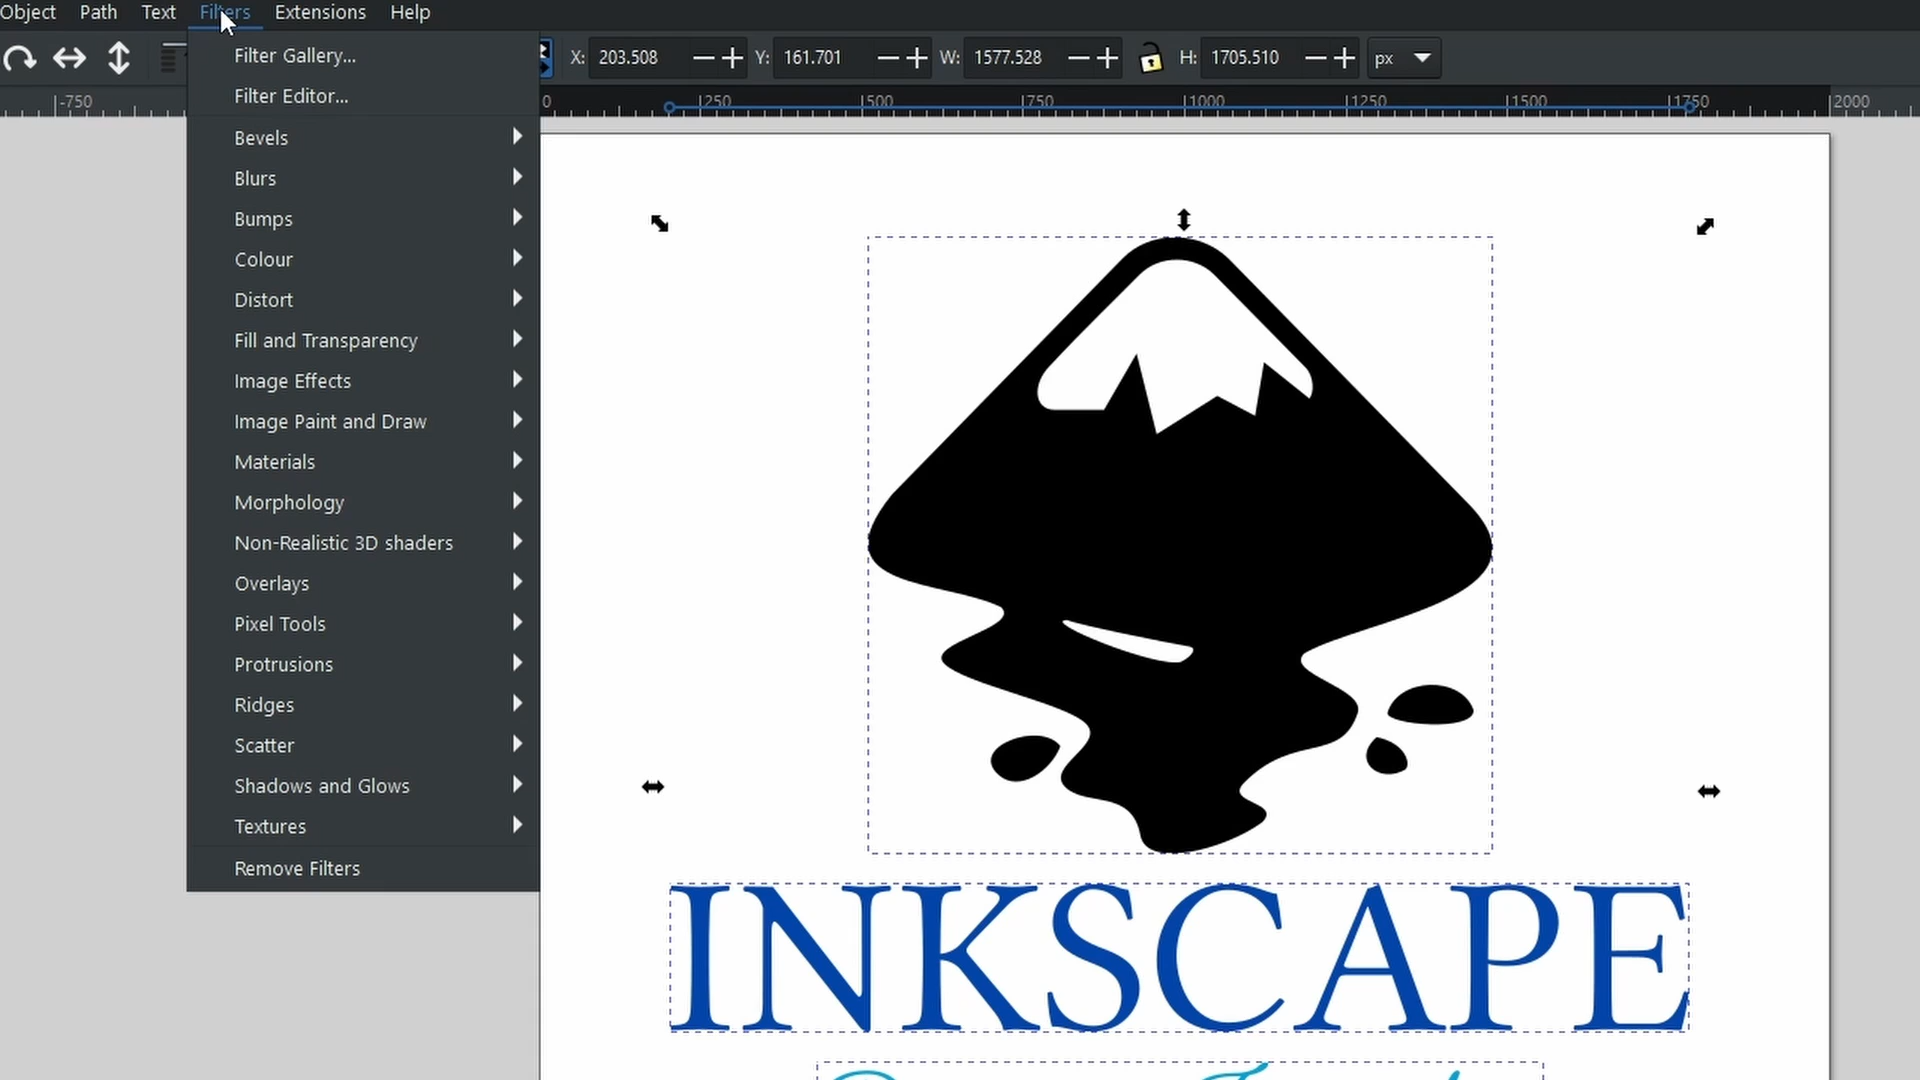 Object Path Text Filters Extensions Help
X: 203.508 Y: 161.701 W: 1577.528 H: 1705.510 px
-750 0 250 500 750 1000 1250 1500 1750 2000
Filter Gallery...
Filter Editor...
Bevels
Blurs
Bumps
Colour
Distort
Fill and Transparency
Image Effects
Image Paint and Draw
Materials
Morphology
Non-Realistic 3D shaders
Overlays
Pixel Tools
Protrusions
Ridges
Scatter
Shadows and Glows
Textures
Remove Filters
INKSCAPE